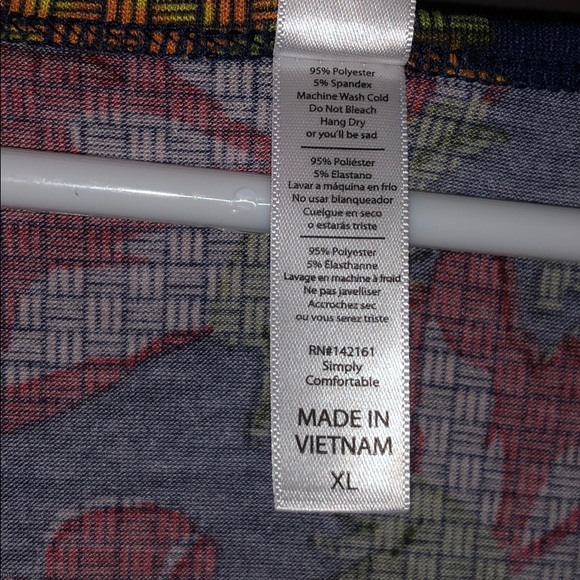 95% Polyester
5% Spandex
Machine Wash Cold
Do Not Bleach
Hang Dry
or you'll be sad
95% Poliéster
5% Elastano
Lavar a máquina en frío
No usar blanqueador
Cuelgue en seco
o estarás triste
95% Polyester
5% Élasthanne
Lavage en machine à froid
Ne pas javelliser
Accrochez sec
ou vous serez triste
RN#142161
Simply
Comfortable
MADE IN
VIETNAM
XL